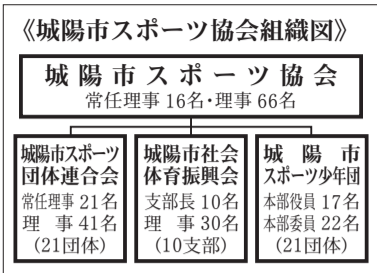 《城陽市スポーツ協会組織図》
城陽市スポーツ協会
常任理事 16名・理事 66名
城陽市スポーツ
団体連合会
常任理事 21名
理　事 41名
(21団体)
城陽市社会
体育振興会
支部長 10名
理　事 30名
(10支部)
城陽市
スポーツ少年団
本部役員 17名
本部委員 22名
(21団体)